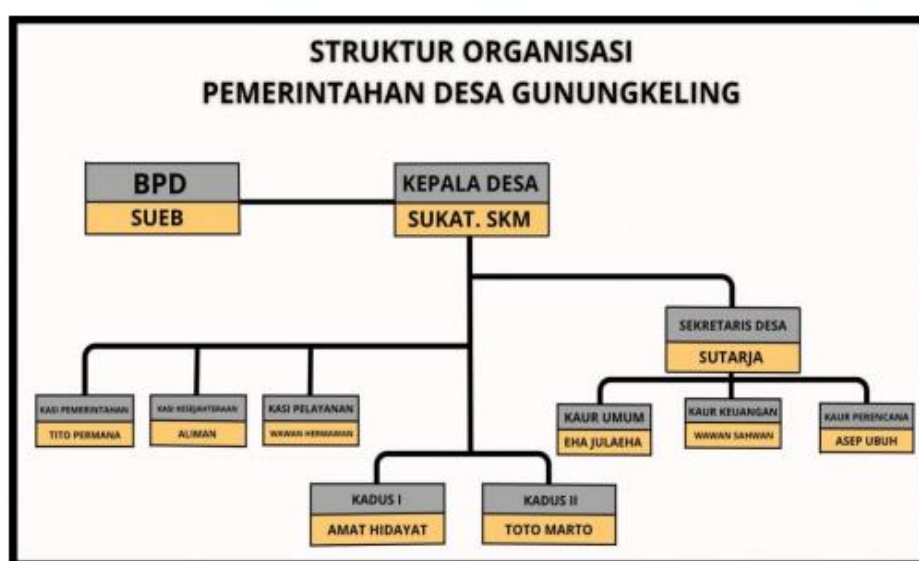 STRUKTUR ORGANISASI
PEMERINTAHAN DESA GUNUNGKELING
BPD
SUEB
KEPALA DESA
SUKAT. SKM
SEKRETARIS DESA
SUTARJA
KASI PEMERINTAHAN
TITO PERMANA
KASI KESEJAHTERAAN
ALIMAN
KASI PELAYANAN
WAWAN HERMAWAN
KAUR UMUM
EHA JULAEHA
KAUR KEUANGAN
WAWAN SAHWAN
KAUR PERENCANA
ASEP UBUH
KADUS I
AMAT HIDAYAT
KADUS II
TOTO MARTO